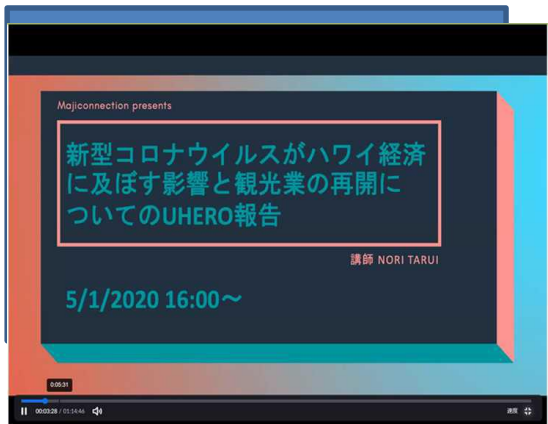 Majiconnection presents
新型コロナウイルスがハワイ経済
に及ぼす影響と観光業の再開に
ついてのUHERO報告
講師 NORI TARUI
5/1/2020 16:00〜
0:05:31
00:03:28 / 01:14:46
速度